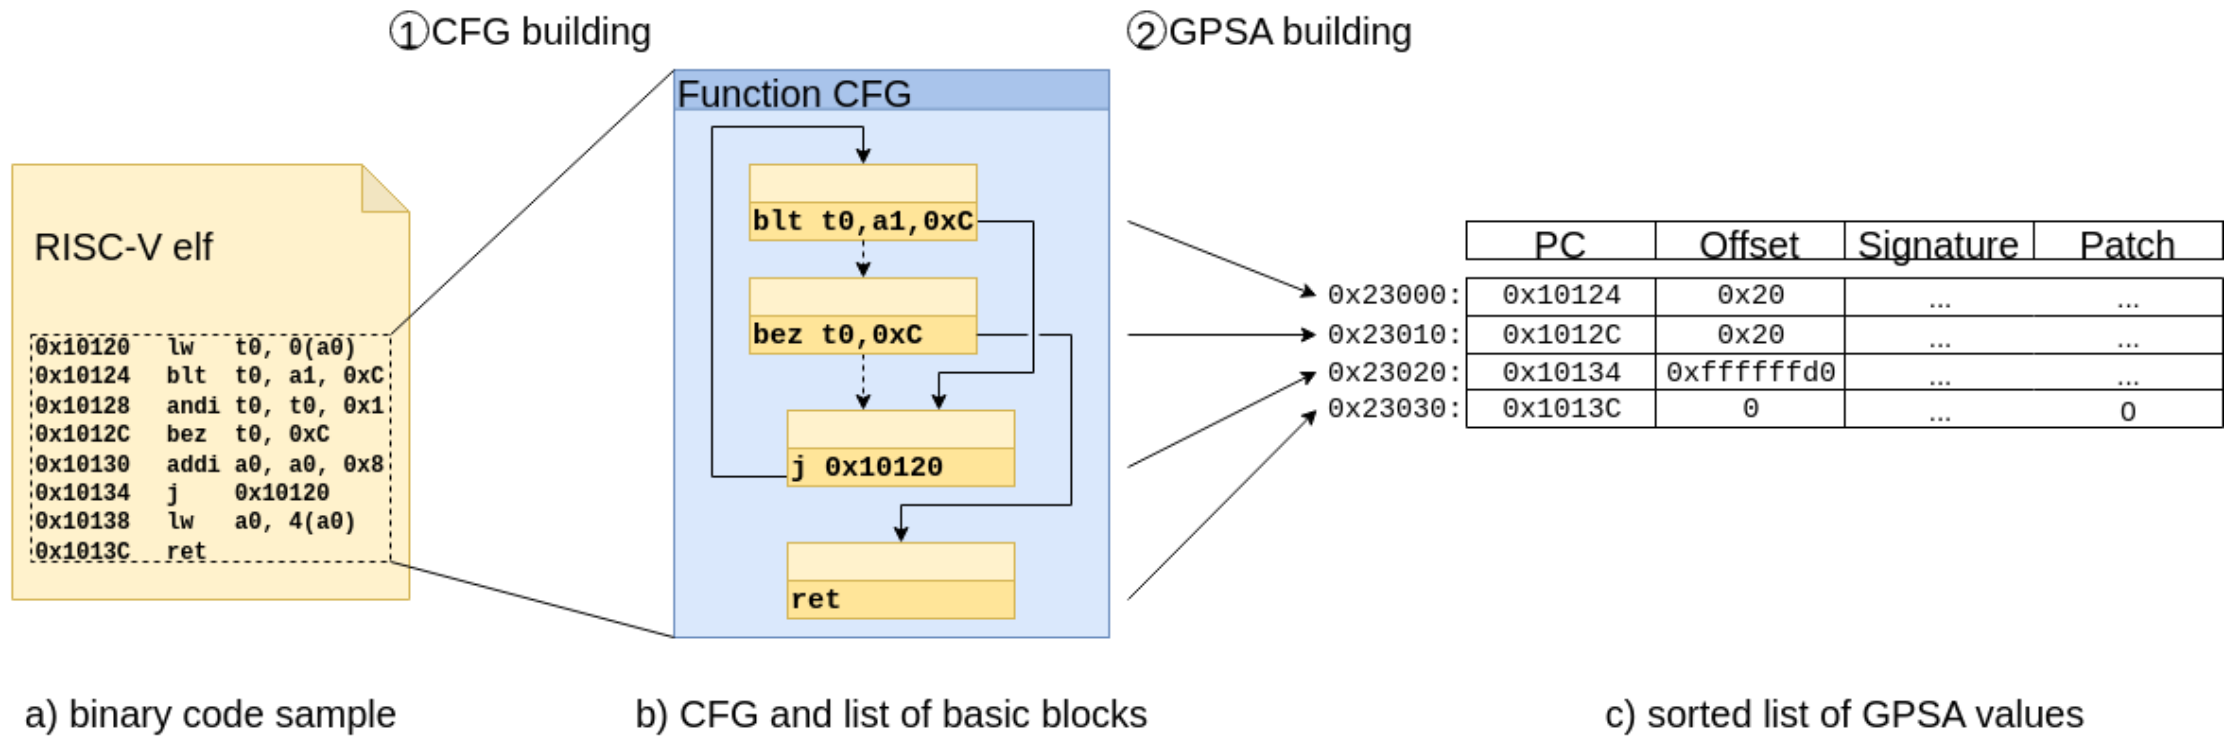 ①CFG building
②GPSA building
RISC-V elf
0x10120 lw t0, 0(a0)
0x10124 blt t0, a1, 0xC
0x10128 andi t0, t0, 0x1
0x1012C bez t0, 0xC
0x10130 addi a0, a0, 0x8
0x10134 j 0x10120
0x10138 lw a0, 4(a0)
0x1013C ret
Function CFG
blt t0,a1,0xC
bez t0,0xC
j 0x10120
ret
PC Offset Signature Patch
0x23000: 0x10124 0x20 ... ...
0x23010: 0x1012C 0x20 ... ...
0x23020: 0x10134 0xffffffd0 ... ...
0x23030: 0x1013C 0 ... 0
a) binary code sample
b) CFG and list of basic blocks
c) sorted list of GPSA values